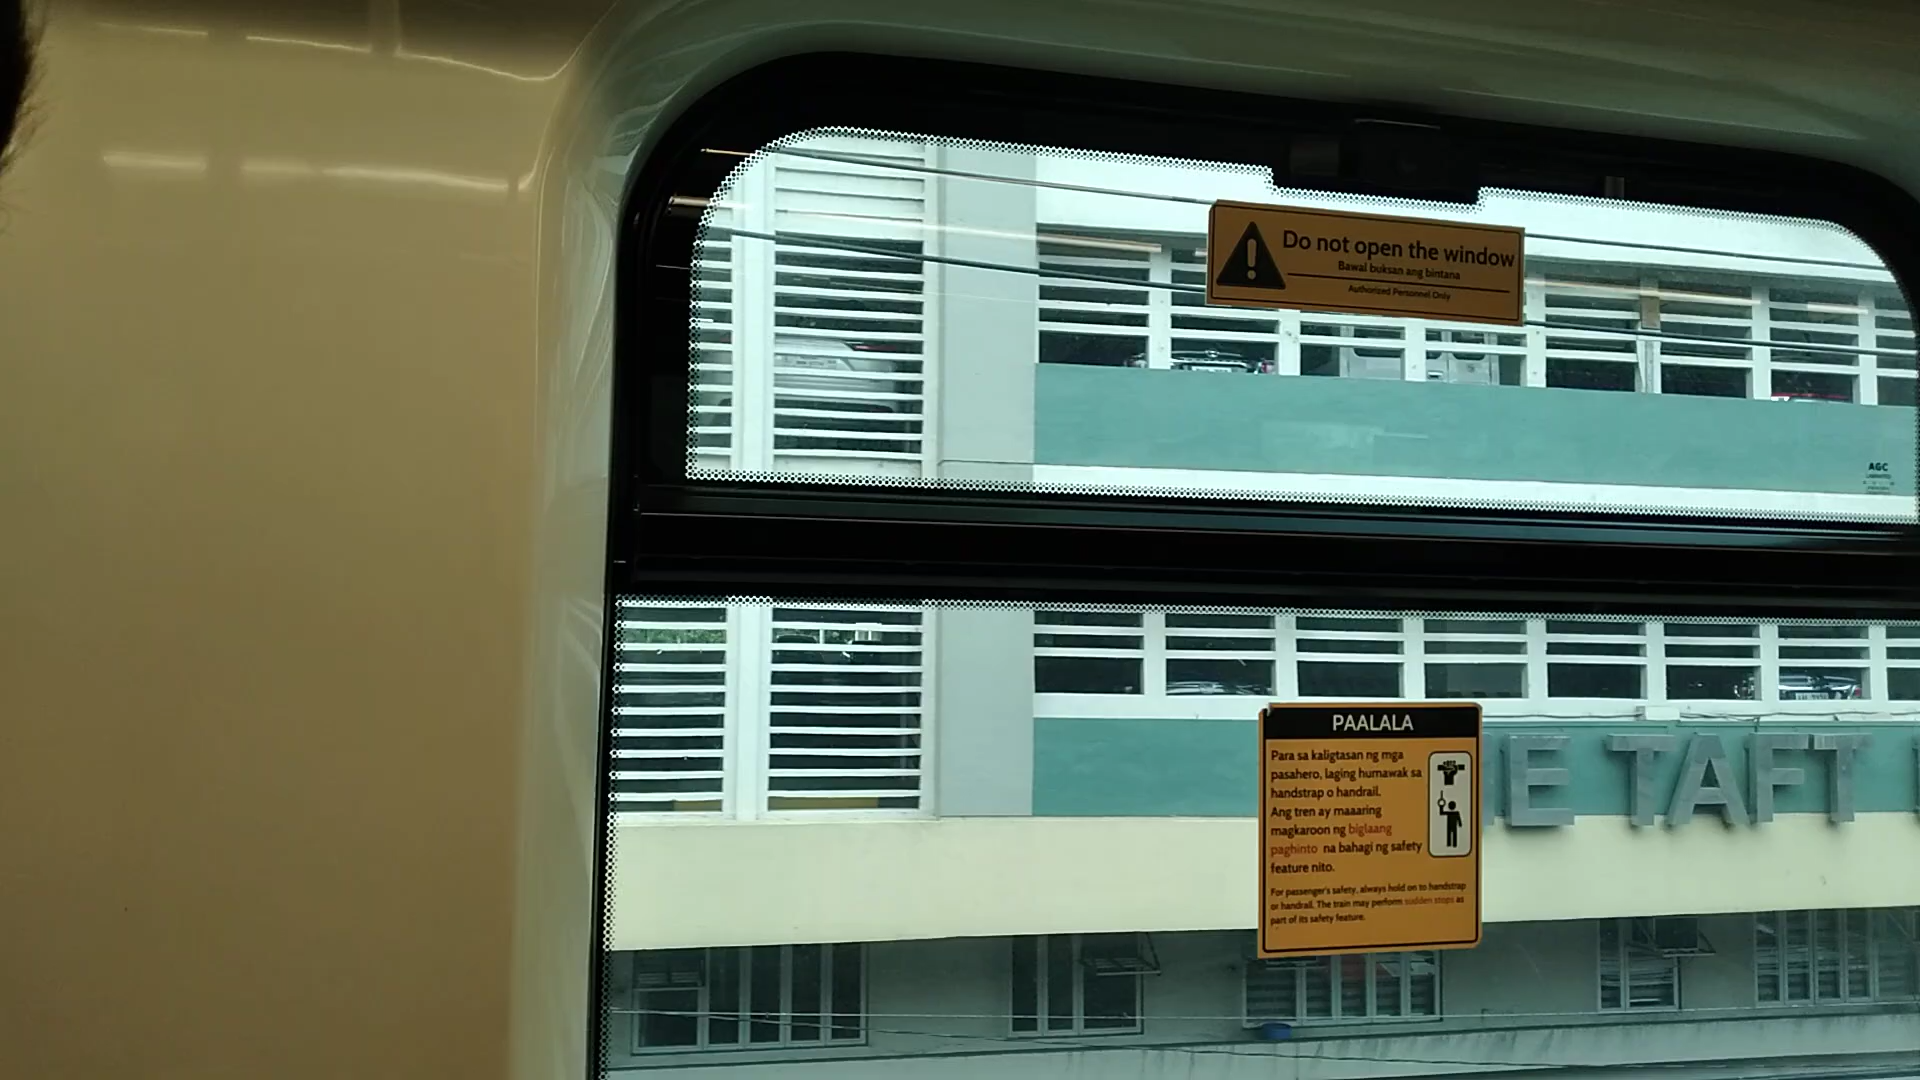 Do not open the window
Bawal buksan ang bintana
Authorized Personnel Only
AGC
PAALALA
Para sa kaligtasan ng mga
pasahero, laging humawak sa
handstrap o handrail.
Ang tren ay maaaring
magkaroon ng biglaang
paghinto na bahagi ng safety
feature nito.
For passenger's safety, always hold on to handstrap
or handrail. The train may perform sudden stops as
part of its safety feature.
TAFT